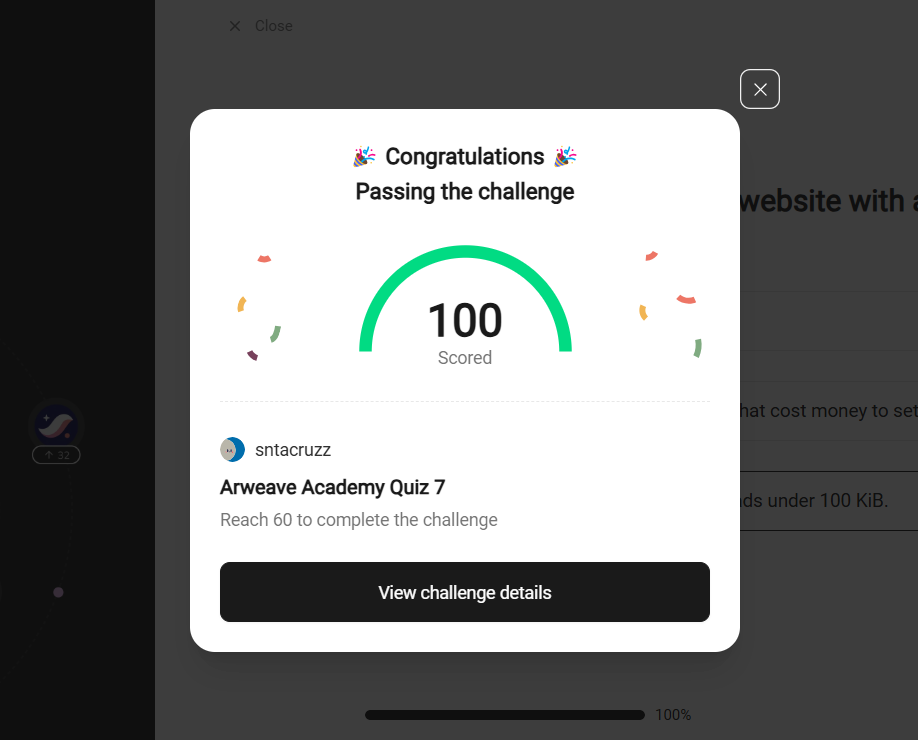 Close
Congratulations
Passing the challenge
website with a
100
Scored
hat cost money to set
sntacruzz
32
Arweave Academy Quiz 7
nds under 100 KiB.
Reach 60 to complete the challenge
View challenge details
100%